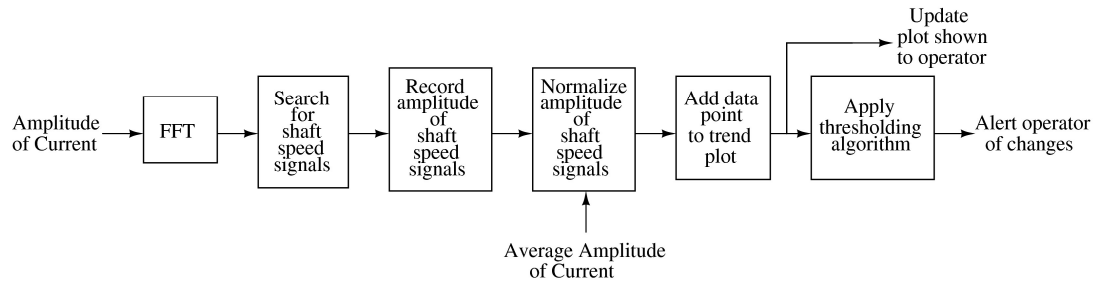 Amplitude
of Current
FFT
Search
for
shaft
speed
signals
Record
amplitude
of
shaft
speed
signals
Normalize
amplitude
of
shaft
speed
signals
Average Amplitude
of Current
Add data
point
to trend
plot
Update
plot shown
to operator
Apply
thresholding
algorithm
Alert operator
of changes